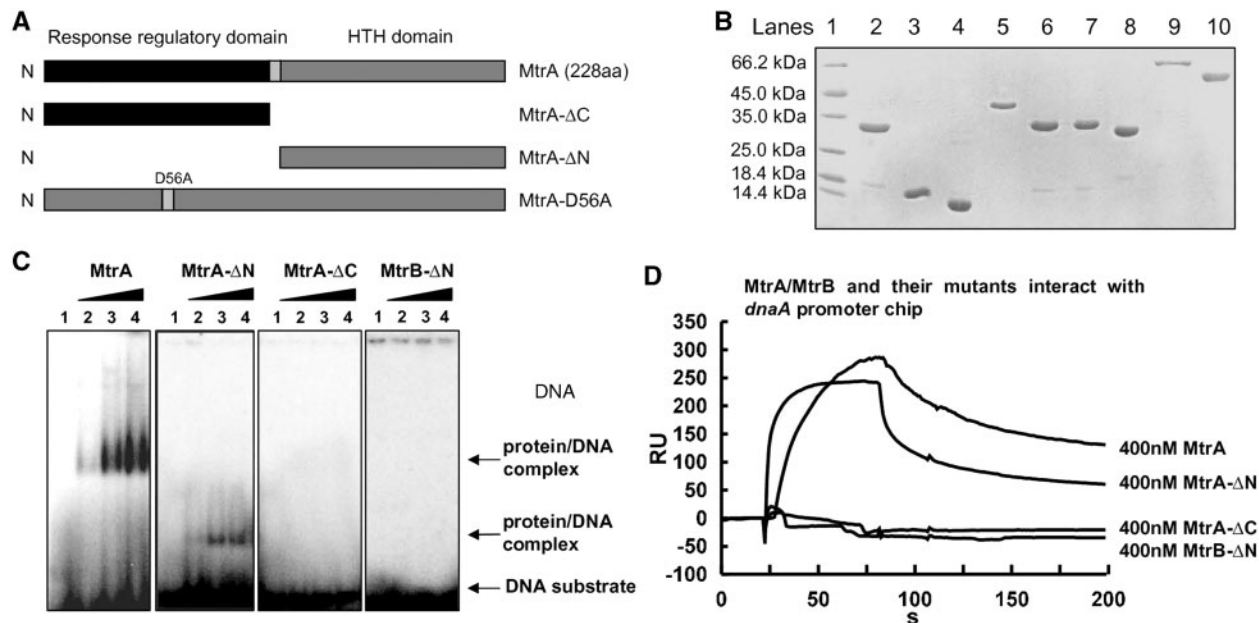 A
Response regulatory domain HTH domain
N MtrA (228aa)
N MtrA-ΔC
N MtrA-ΔN
D56A
N MtrA-D56A
B
Lanes 1 2 3 4 5 6 7 8 9 10
66.2 kDa
45.0 kDa
35.0 kDa
25.0 kDa
18.4 kDa
14.4 kDa
C
MtrA MtrA-ΔN MtrA-ΔC MtrB-ΔN
1 2 3 4 1 2 3 4 1 2 3 4 1 2 3 4
DNA
protein/DNA
complex
protein/DNA
complex
DNA substrate
D
MtrA/MtrB and their mutants interact with
dnaA promoter chip
350
300
250
200
150
100
50
0
-50
-100
RU
400nM MtrA
400nM MtrA-ΔN
400nM MtrA-ΔC
400nM MtrB-ΔN
0 50 100 150 200
s